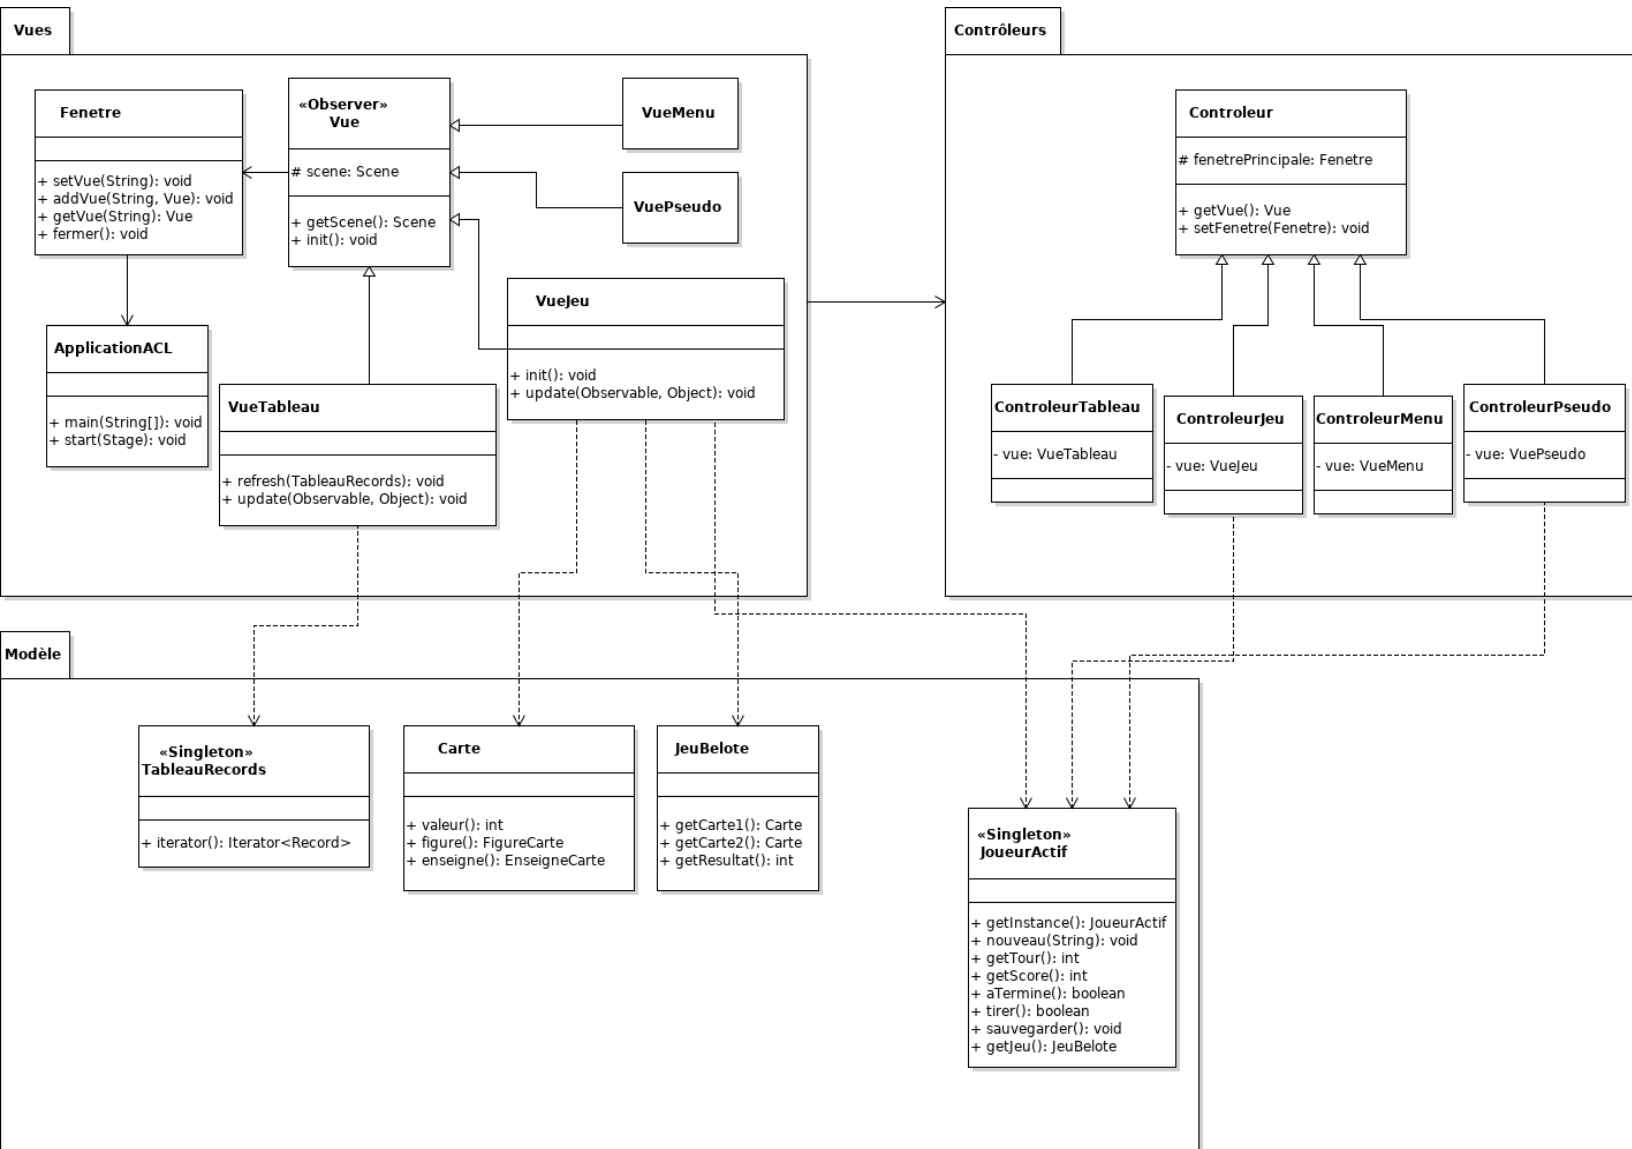 Vues
Fenetre
+ setVue(String): void
+ addVue(String, Vue): void
+ getVue(String): Vue
+ fermer(): void
«Observer»
Vue
# scene: Scene
+ getScene(): Scene
+ init(): void
VueMenu
VuePseudo
VueJeu
+ init(): void
+ update(Observable, Object): void
ApplicationACL
+ main(String[]): void
+ start(Stage): void
VueTableau
+ refresh(TableauRecords): void
+ update(Observable, Object): void
Contrôleurs
Controleur
# fenetrePrincipale: Fenetre
+ getVue(): Vue
+ setFenetre(Fenetre): void
ControleurTableau
- vue: VueTableau
ControleurJeu
- vue: VueJeu
ControleurMenu
- vue: VueMenu
ControleurPseudo
- vue: VuePseudo
Modèle
«Singleton»
TableauRecords
+ iterator(): Iterator<Record>
Carte
+ valeur(): int
+ figure(): FigureCarte
+ enseigne(): EnseigneCarte
JeuBelote
+ getCarte1(): Carte
+ getCarte2(): Carte
+ getResultat(): int
«Singleton»
JoueurActif
+ getInstance(): JoueurActif
+ nouveau(String): void
+ getTour(): int
+ getScore(): int
+ aTermine(): boolean
+ tirer(): boolean
+ sauvegarder(): void
+ getJeu(): JeuBelote